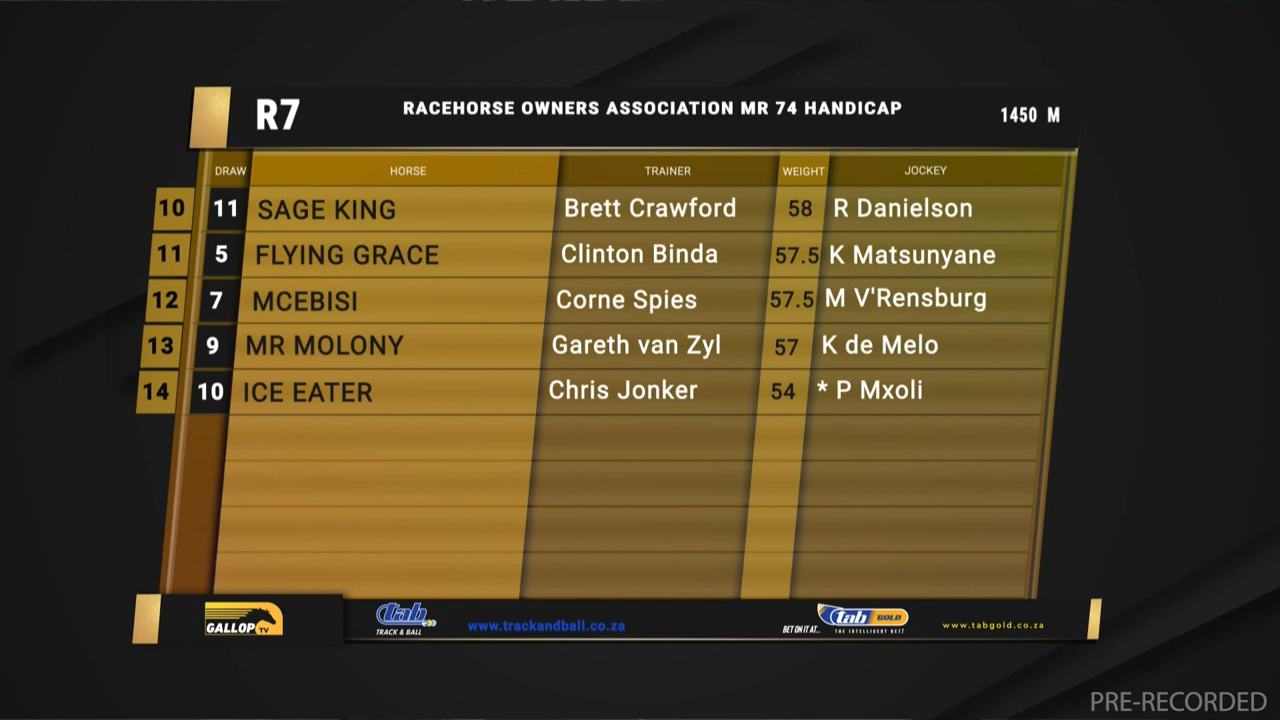 R7 RACEHORSE OWNERS ASSOCIATION MR 74 HANDICAP 1450 M
DRAW HORSE TRAINER WEIGHT JOCKEY
10 11 SAGE KING Brett Crawford 58 R Danielson
11 5 FLYING GRACE Clinton Binda 57.5 K Matsunyane
12 7 MCEBISI Corne Spies 57.5 M V'Rensburg
13 9 MR MOLONY Gareth van Zyl 57 K de Melo
14 10 ICE EATER Chris Jonker 54 * P Mxoli
GALLOP TV tab TRACK & BALL www.trackandball.co.za BET ON IT AT... tab GOLD THE INTELLIGENT BET! www.tabgold.co.za
PRE-RECORDED